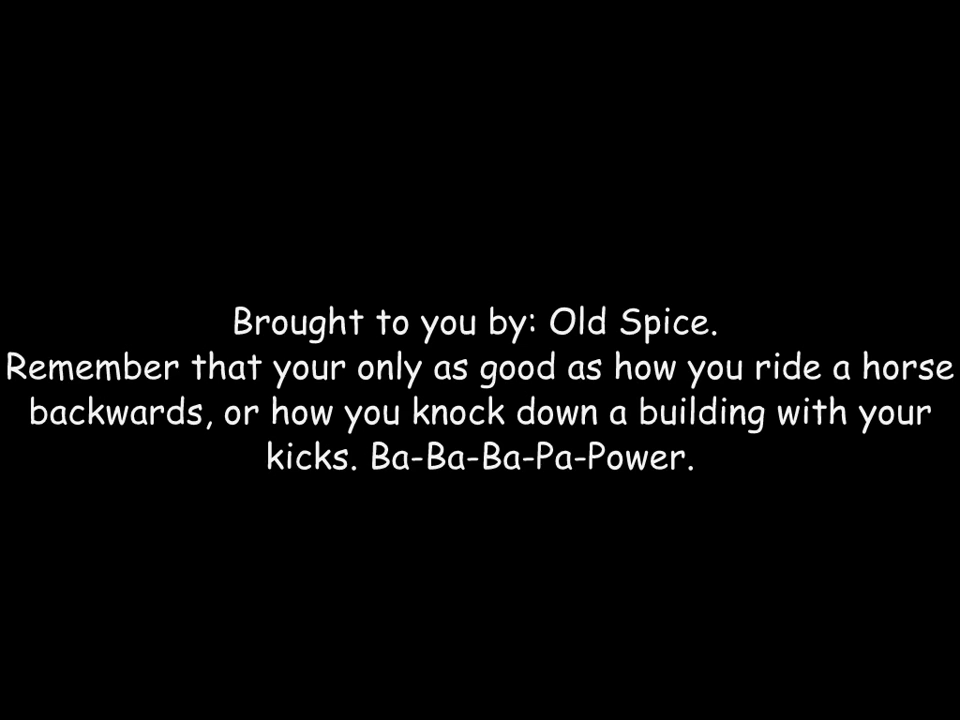 Brought to you by: Old Spice.
Remember that your only as good as how you ride a horse
backwards, or how you knock down a building with your
kicks. Ba-Ba-Ba-Pa-Power.